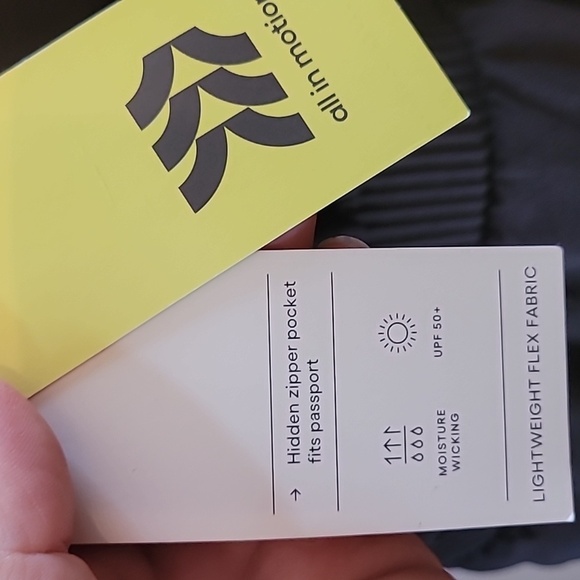 all in motion
→ Hidden zipper pocket
fits passport
MOISTURE
WICKING
UPF 50+
LIGHTWEIGHT FLEX FABRIC